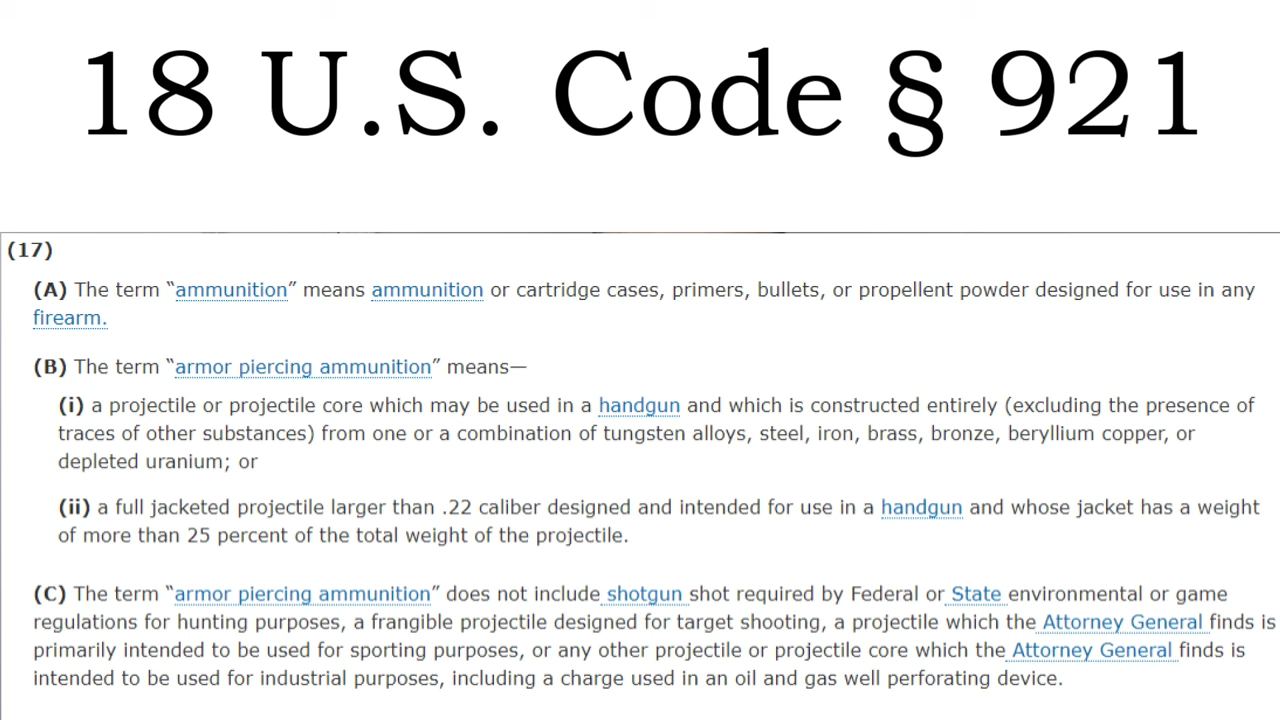 18 U.S. Code § 921
(17)
(A) The term “ammunition” means ammunition or cartridge cases, primers, bullets, or propellent powder designed for use in any
firearm.
(B) The term “armor piercing ammunition” means—
(i) a projectile or projectile core which may be used in a handgun and which is constructed entirely (excluding the presence of
traces of other substances) from one or a combination of tungsten alloys, steel, iron, brass, bronze, beryllium copper, or
depleted uranium; or
(ii) a full jacketed projectile larger than .22 caliber designed and intended for use in a handgun and whose jacket has a weight
of more than 25 percent of the total weight of the projectile.
(C) The term “armor piercing ammunition” does not include shotgun shot required by Federal or State environmental or game
regulations for hunting purposes, a frangible projectile designed for target shooting, a projectile which the Attorney General finds is
primarily intended to be used for sporting purposes, or any other projectile or projectile core which the Attorney General finds is
intended to be used for industrial purposes, including a charge used in an oil and gas well perforating device.